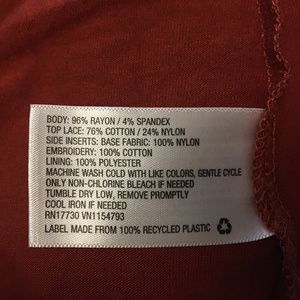 BODY: 96% RAYON / 4% SPANDEX
TOP LACE: 76% COTTON / 24% NYLON
SIDE INSERTS: BASE FABRIC: 100% NYLON
EMBROIDERY: 100% COTTON
LINING: 100% POLYESTER
MACHINE WASH COLD WITH LIKE COLORS, GENTLE CYCLE
ONLY NON-CHLORINE BLEACH IF NEEDED
TUMBLE DRY LOW, REMOVE PROMPTLY
COOL IRON IF NEEDED
RN17730 VN1154793
LABEL MADE FROM 100% RECYCLED PLASTIC